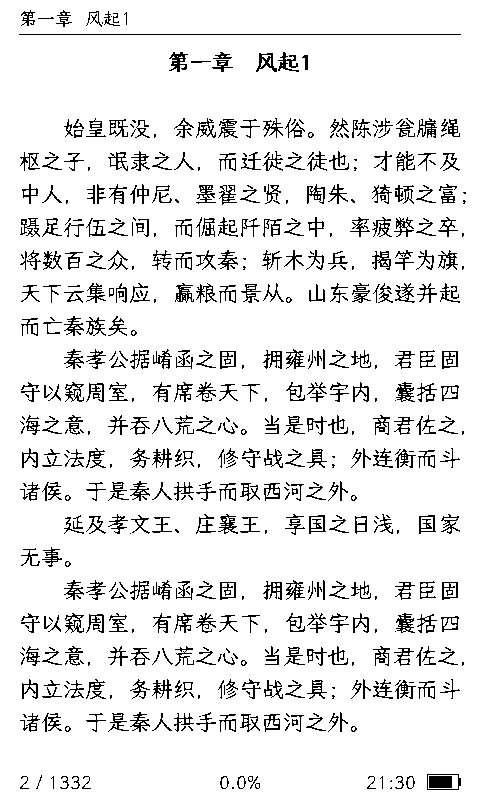 第一章 风起1
第一章 风起1
始皇既没，余威震于殊俗。然陈涉瓮牖绳
枢之子，氓隶之人，而迁徙之徒也；才能不及
中人，非有仲尼、墨翟之贤，陶朱、猗顿之富；
蹑足行伍之间，而倔起阡陌之中，率疲弊之卒，
将数百之众，转而攻秦；斩木为兵，揭竿为旗，
天下云集响应，赢粮而景从。山东豪俊遂并起
而亡秦族矣。
秦孝公据崤函之固，拥雍州之地，君臣固
守以窥周室，有席卷天下，包举宇内，囊括四
海之意，并吞八荒之心。当是时也，商君佐之，
内立法度，务耕织，修守战之具；外连衡而斗
诸侯。于是秦人拱手而取西河之外。
延及孝文王、庄襄王，享国之日浅，国家
无事。
秦孝公据崤函之固，拥雍州之地，君臣固
守以窥周室，有席卷天下，包举宇内，囊括四
海之意，并吞八荒之心。当是时也，商君佐之，
内立法度，务耕织，修守战之具；外连衡而斗
诸侯。于是秦人拱手而取西河之外。
2 / 1332 0.0% 21:30